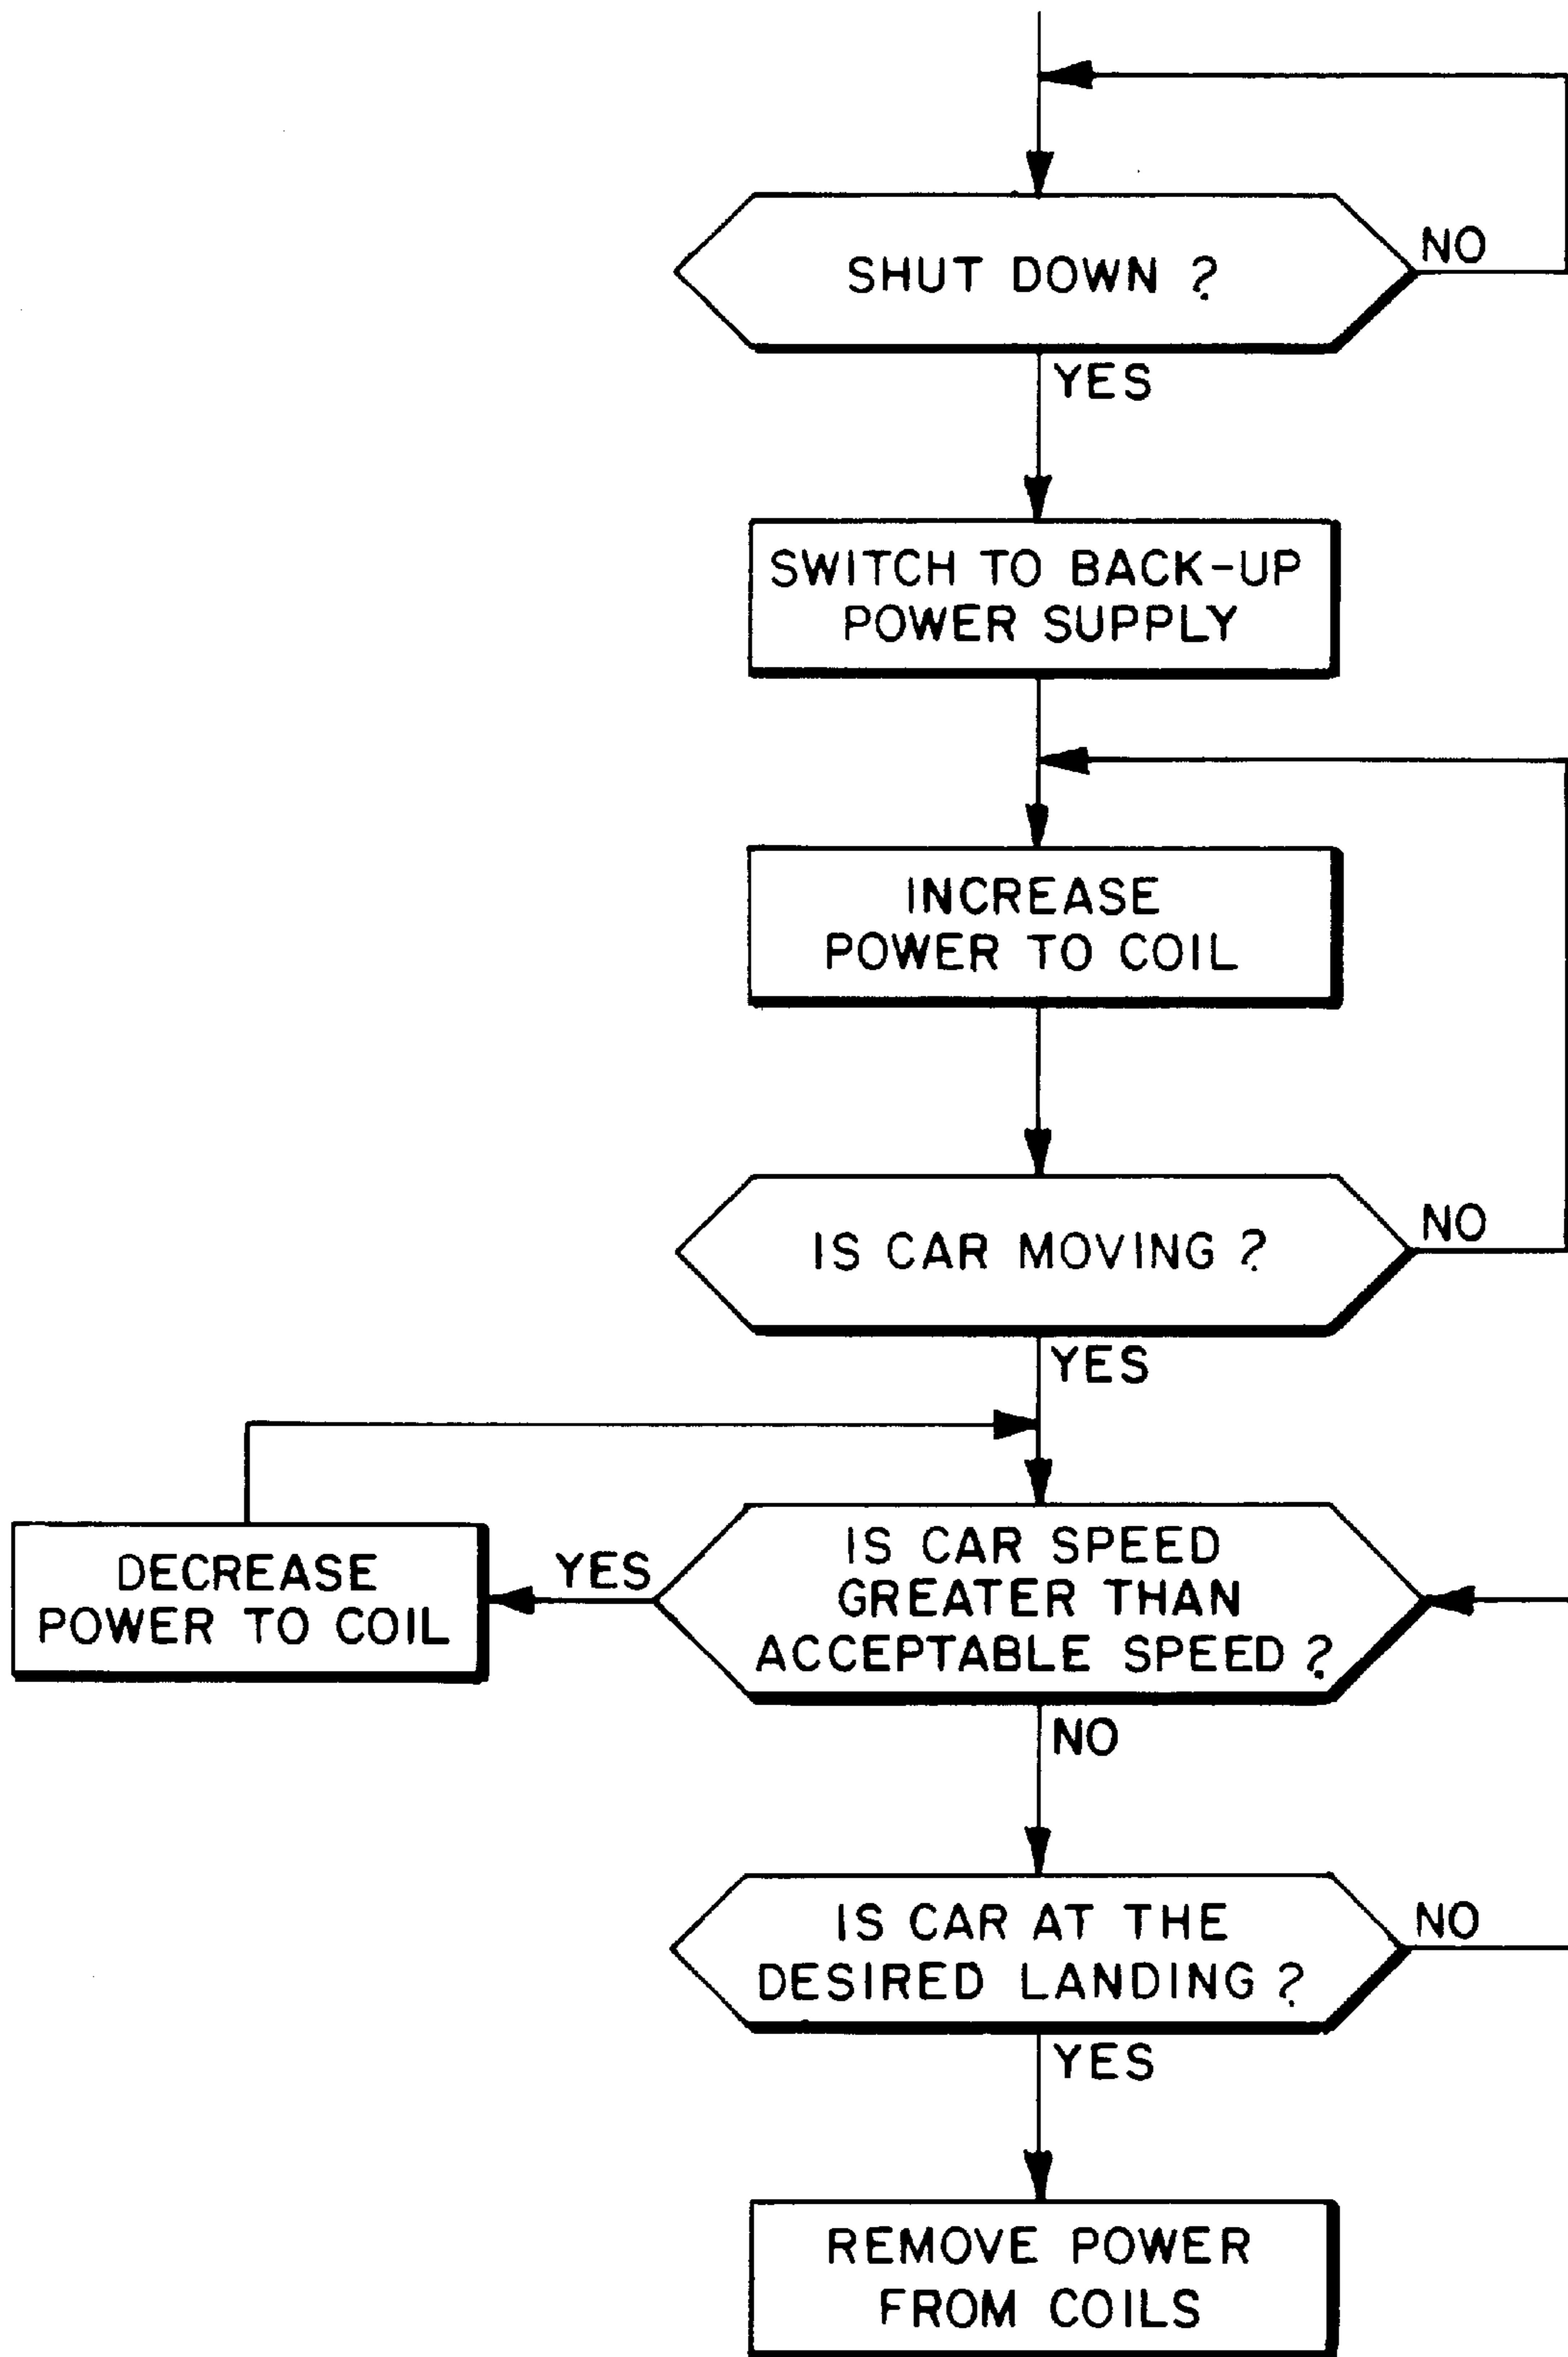 SHUT DOWN ?
NO
YES
SWITCH TO BACK-UP
POWER SUPPLY
INCREASE
POWER TO COIL
IS CAR MOVING ?
NO
YES
DECREASE
POWER TO COIL
YES
IS CAR SPEED
GREATER THAN
ACCEPTABLE SPEED ?
NO
IS CAR AT THE
DESIRED LANDING ?
NO
YES
REMOVE POWER
FROM COILS